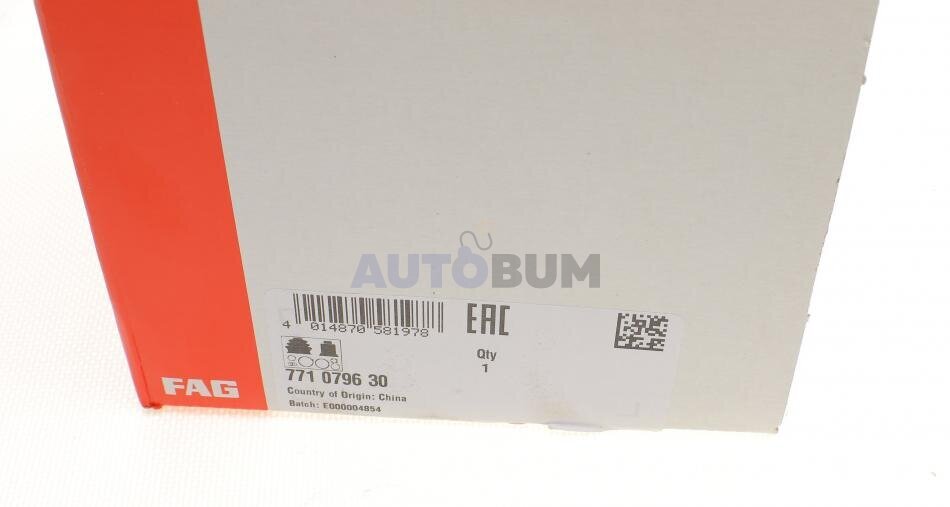 AUTOBUM
4 014870 581978
EAC
Qty
1
771 0796 30
Country of Origin: China
Batch: E000004854
FAG